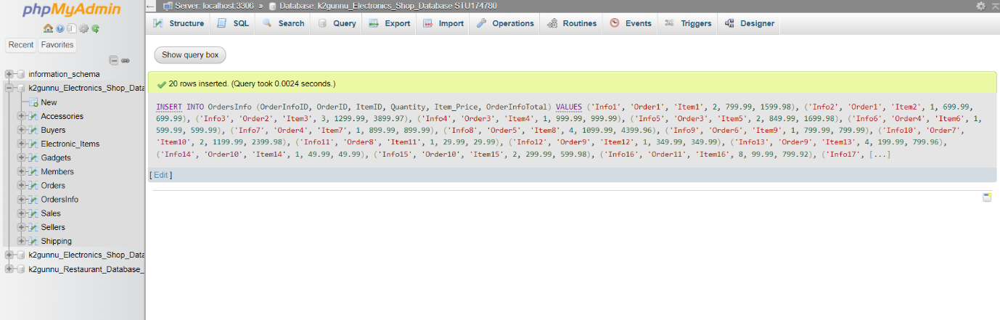 phpMyAdmin
Recent Favorites
information_schema
k2gunnu_Electronics_Shop_Data
New
Accessories
Buyers
Electronic_Items
Gadgets
Members
Orders
OrdersInfo
Sales
Sellers
Shipping
k2gunnu_Electronics_Shop_Data
k2gunnu_Restaurant_Database_
Server: localhost:3306 » Database: k2gunnu_Electronics_Shop_Database STU174780
Structure SQL Search Query Export Import Operations Routines Events Triggers Designer
Show query box
20 rows inserted. (Query took 0.0024 seconds.)
INSERT INTO OrdersInfo (OrderInfoID, OrderID, ItemID, Quantity, Item_Price, OrderInfoTotal) VALUES ('Info1', 'Order1', 'Item1', 2, 799.99, 1599.98), ('Info2', 'Order1', 'Item2', 1, 699.99,
699.99), ('Info3', 'Order2', 'Item3', 3, 1299.99, 3899.97), ('Info4', 'Order3', 'Item4', 1, 999.99, 999.99), ('Info5', 'Order3', 'Item5', 2, 849.99, 1699.98), ('Info6', 'Order4', 'Item6', 1,
599.99, 599.99), ('Info7', 'Order4', 'Item7', 1, 899.99, 899.99), ('Info8', 'Order5', 'Item8', 4, 1099.99, 4399.96), ('Info9', 'Order6', 'Item9', 1, 799.99, 799.99), ('Info10', 'Order7',
'Item10', 2, 1199.99, 2399.98), ('Info11', 'Order8', 'Item11', 1, 29.99, 29.99), ('Info12', 'Order9', 'Item12', 1, 349.99, 349.99), ('Info13', 'Order9', 'Item13', 4, 199.99, 799.96),
('Info14', 'Order10', 'Item14', 1, 49.99, 49.99), ('Info15', 'Order10', 'Item15', 2, 299.99, 599.98), ('Info16', 'Order11', 'Item16', 8, 99.99, 799.92), ('Info17', [...]
[ Edit ]